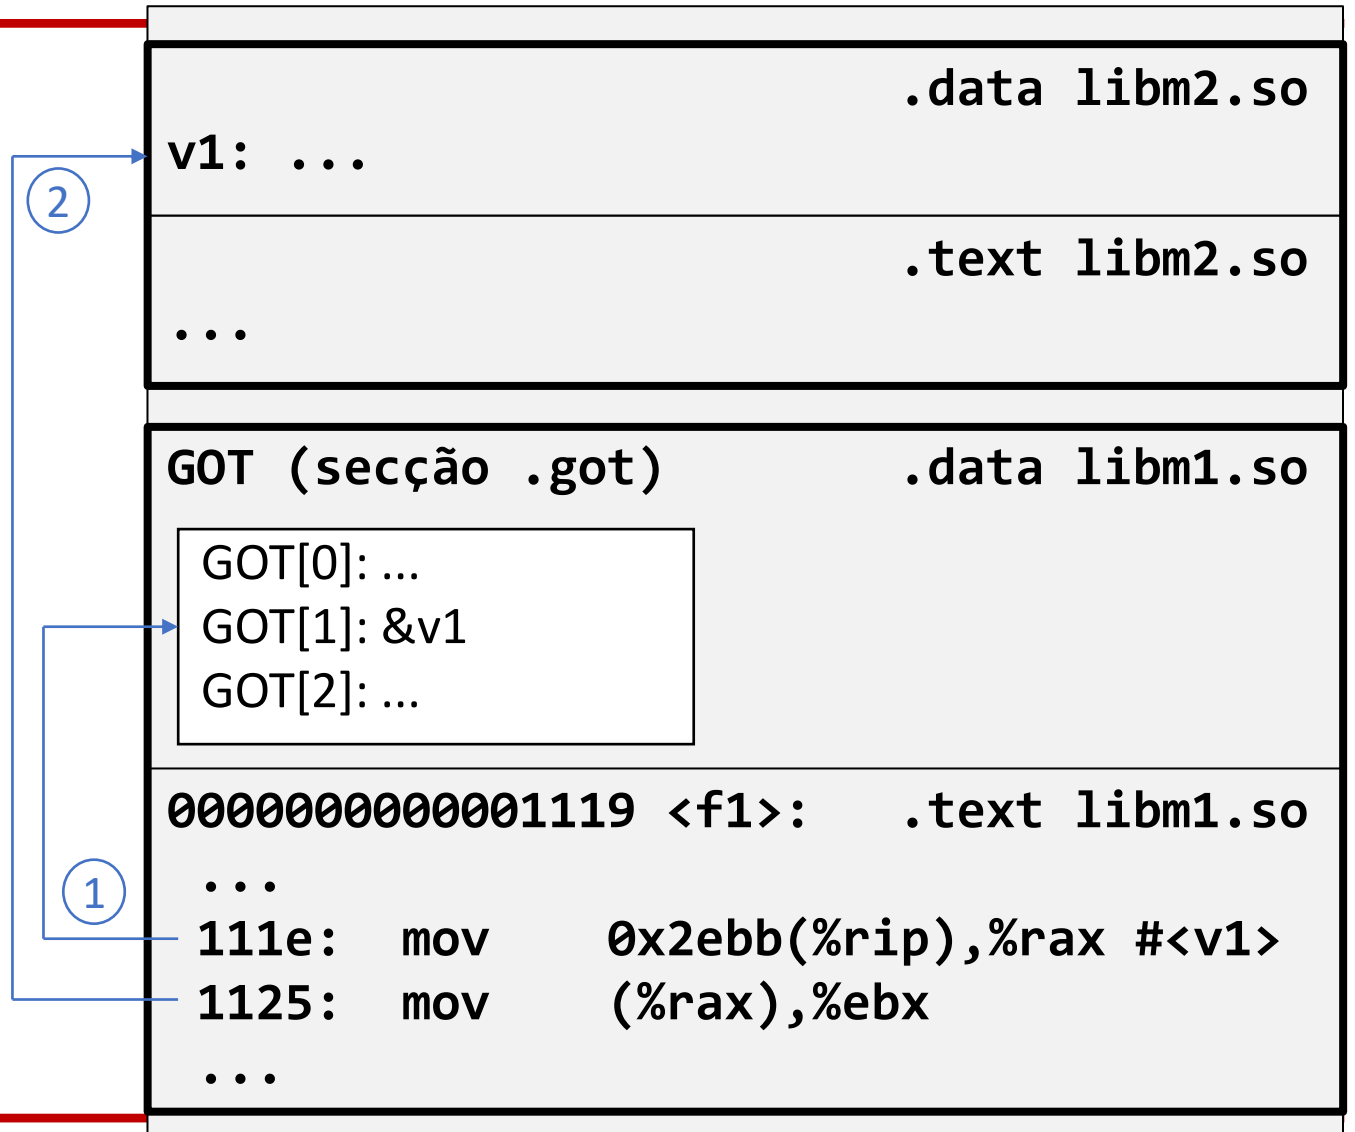 .data libm2.so
v1: ...
2
.text libm2.so
...
GOT (secção .got) .data libm1.so
GOT[0]: ...
GOT[1]: &v1
GOT[2]: ...
0000000000001119 <f1>: .text libm1.so
...
1
111e: mov 0x2ebb(%rip),%rax #<v1>
1125: mov (%rax),%ebx
...